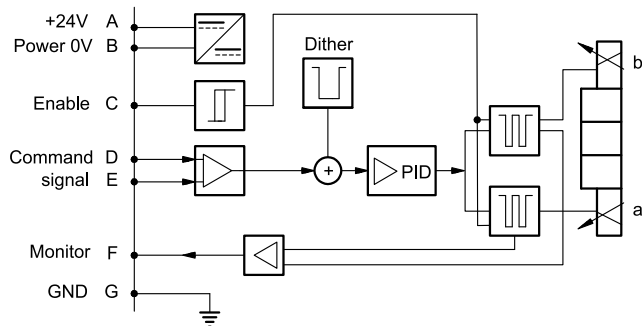 +24V A
Power 0V B
Dither
b
Enable C
Command D
signal E
+
PID
a
Monitor F
GND G